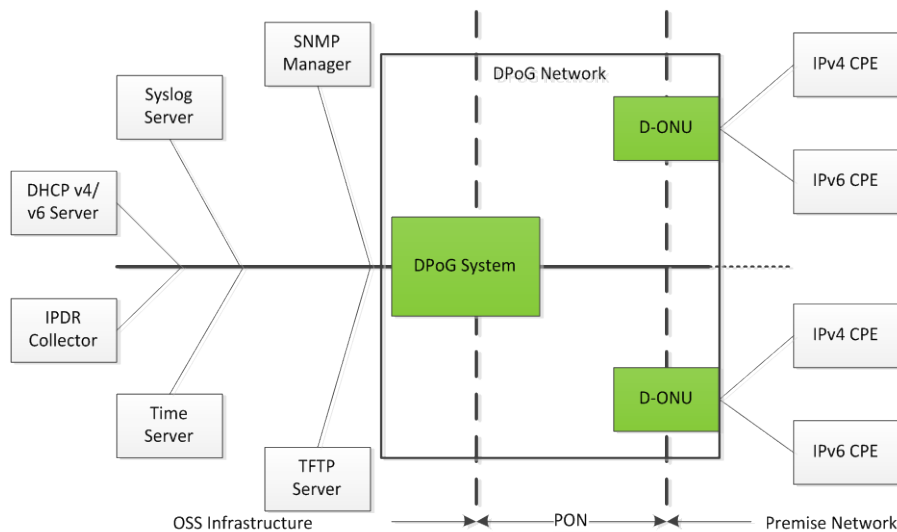 SNMP
Manager
Syslog
Server
DHCP v4/
v6 Server
IPDR
Collector
Time
Server
TFTP
Server
DPoG Network
DPoG System
D-ONU
D-ONU
IPv4 CPE
IPv6 CPE
IPv4 CPE
IPv6 CPE
OSS Infrastructure
PON
Premise Network